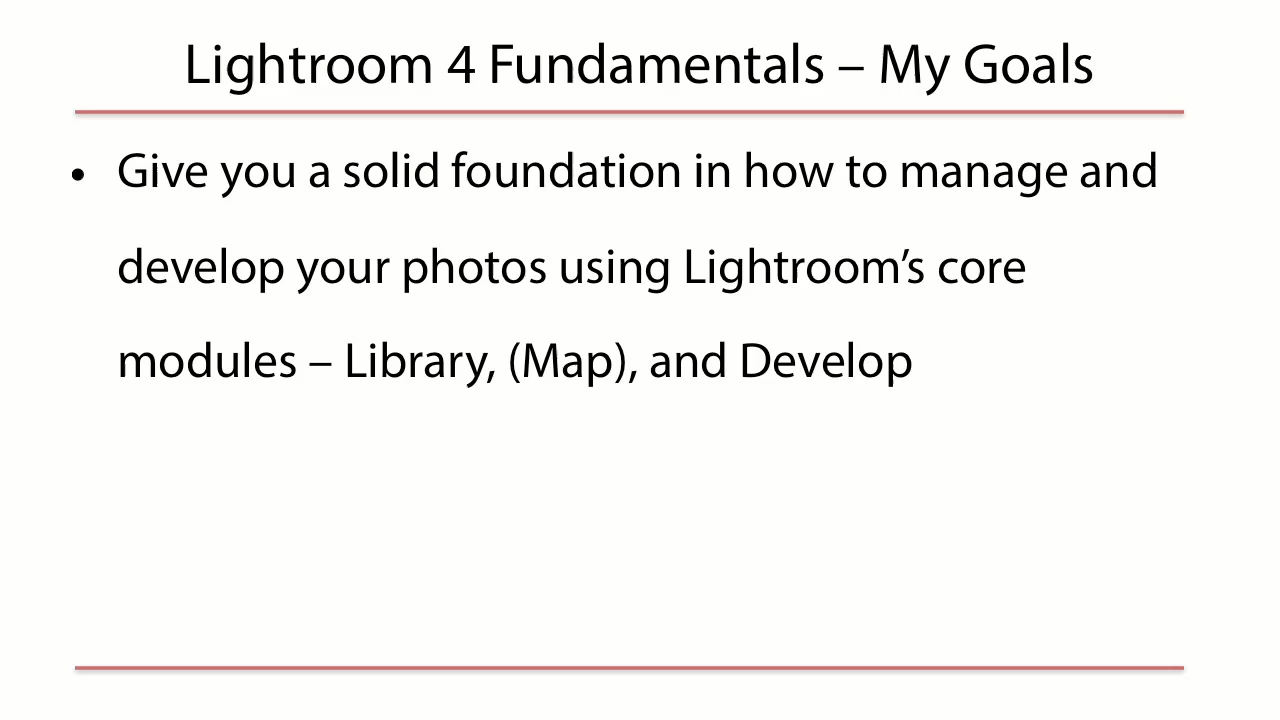 Lightroom 4 Fundamentals – My Goals
• Give you a solid foundation in how to manage and
develop your photos using Lightroom’s core
modules – Library, (Map), and Develop